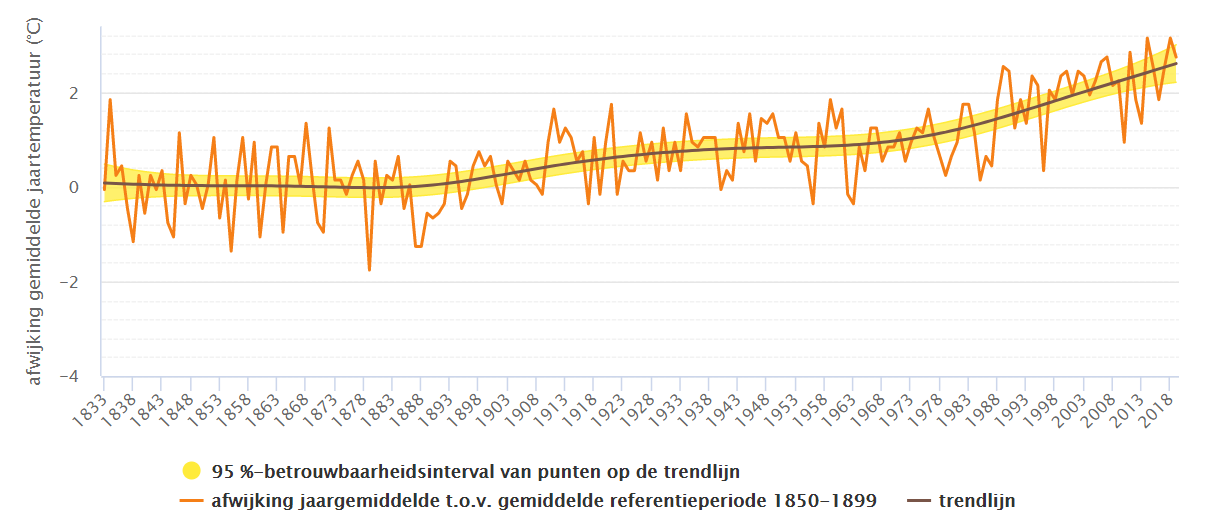 afwijking gemiddelde jaartemperatuur (°C)
2
0
−2
−4
1833 1838 1843 1848 1853 1858 1863 1868 1873 1878 1883 1888 1893 1898 1903 1908 1913 1918 1923 1928 1933 1938 1943 1948 1953 1958 1963 1968 1973 1978 1983 1988 1993 1998 2003 2008 2013 2018
95 %-betrouwbaarheidsinterval van punten op de trendlijn
afwijking jaargemiddelde t.o.v. gemiddelde referentieperiode 1850-1899 trendlijn